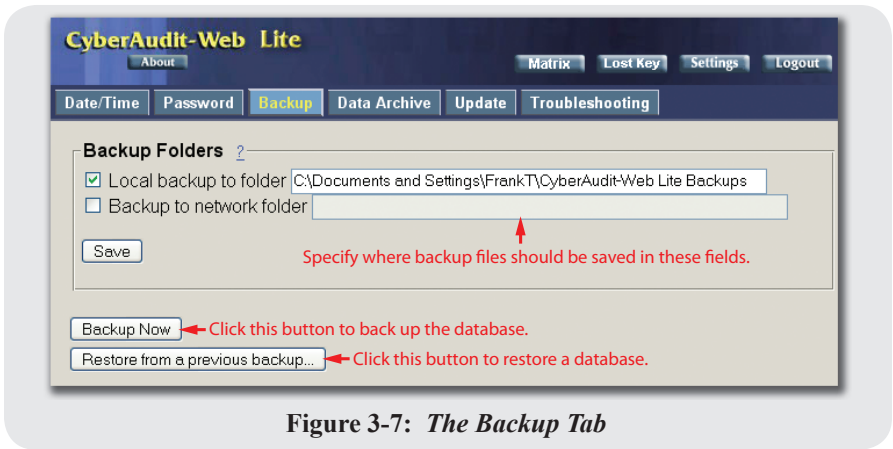 CyberAudit-Web Lite
About
Matrix Lost Key Settings Logout
Date/Time Password Backup Data Archive Update Troubleshooting
Backup Folders ?
Local backup to folder C:\Documents and Settings\FrankT\CyberAudit-Web Lite Backups
Backup to network folder
Save
Specify where backup files should be saved in these fields.
Backup Now Click this button to back up the database.
Restore from a previous backup... Click this button to restore a database.
Figure 3-7: The Backup Tab